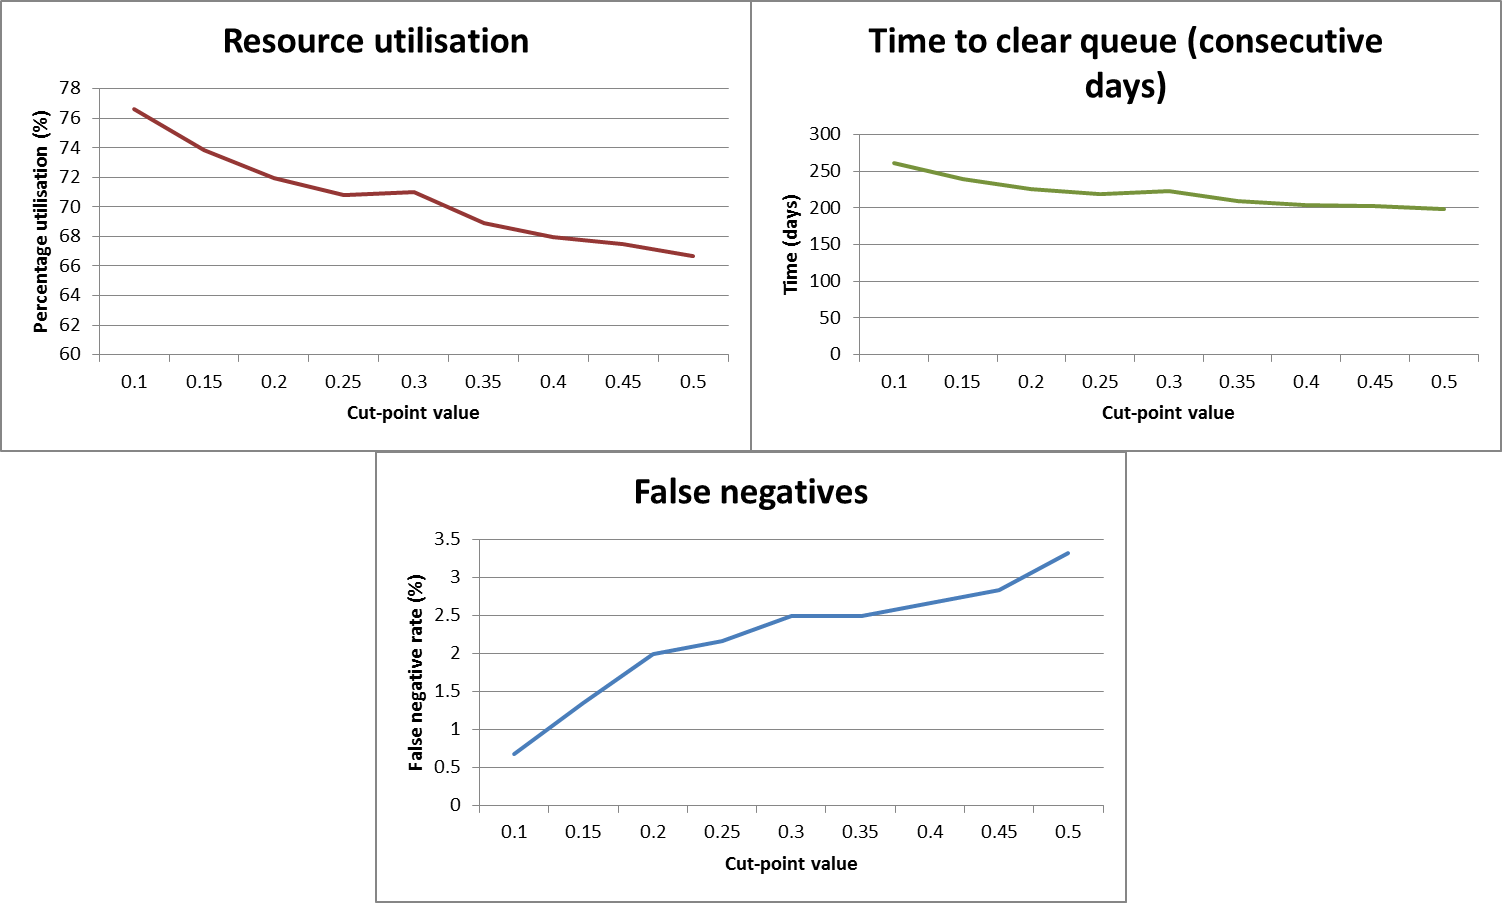 Resource utilisation
Percentage utilisation (%)
78
76
74
72
70
68
66
64
62
60
0.1 0.15 0.2 0.25 0.3 0.35 0.4 0.45 0.5
Cut-point value
Time to clear queue (consecutive
days)
Time (days)
300
250
200
150
100
50
0
0.1 0.15 0.2 0.25 0.3 0.35 0.4 0.45 0.5
Cut-point value
False negatives
False negative rate (%)
3.5
3
2.5
2
1.5
1
0.5
0
0.1 0.15 0.2 0.25 0.3 0.35 0.4 0.45 0.5
Cut-point value